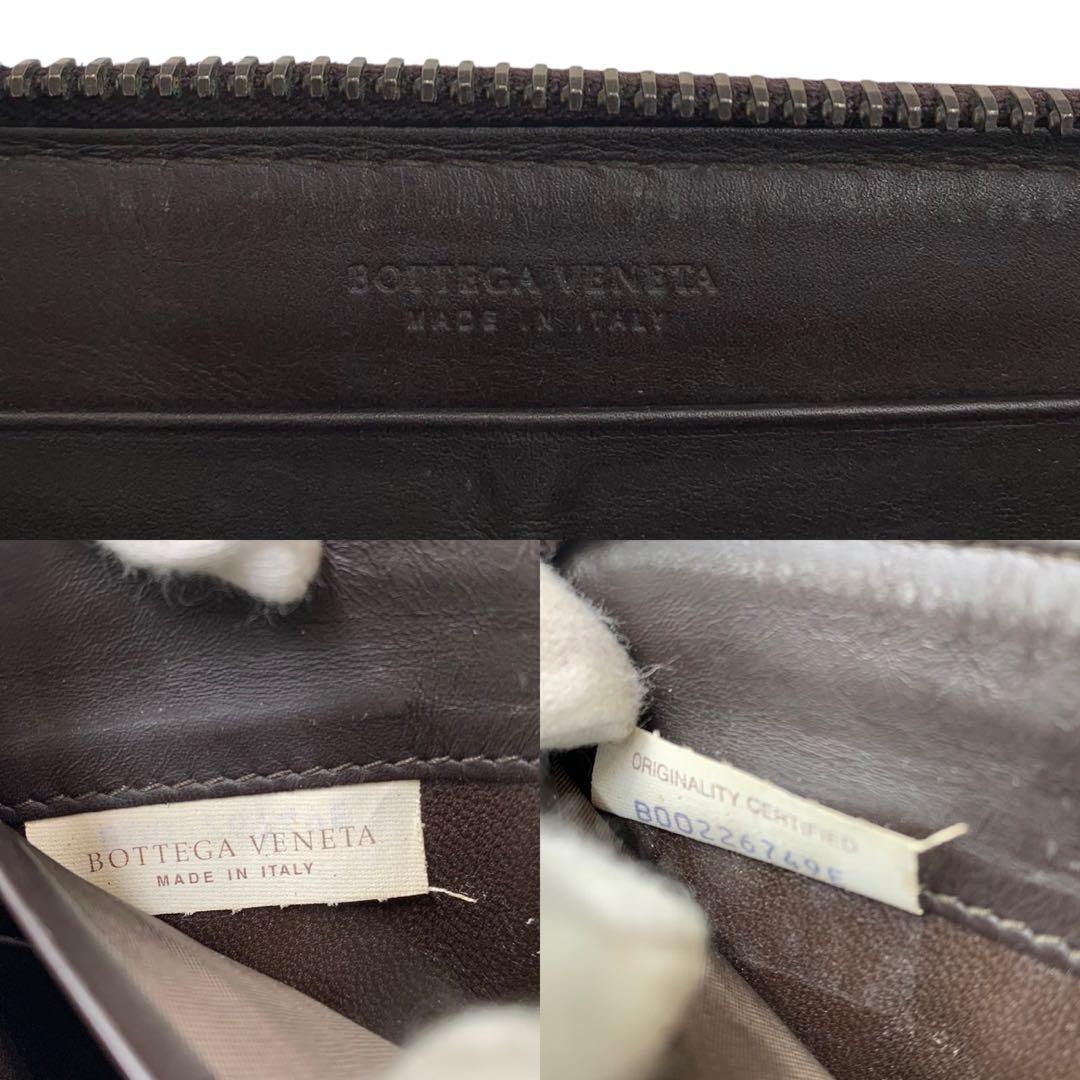 BOTTEGA VENETA
MADE IN ITALY
BOTTEGA VENETA
MADE IN ITALY
ORIGINALITY CERTIFIED
B00226749F